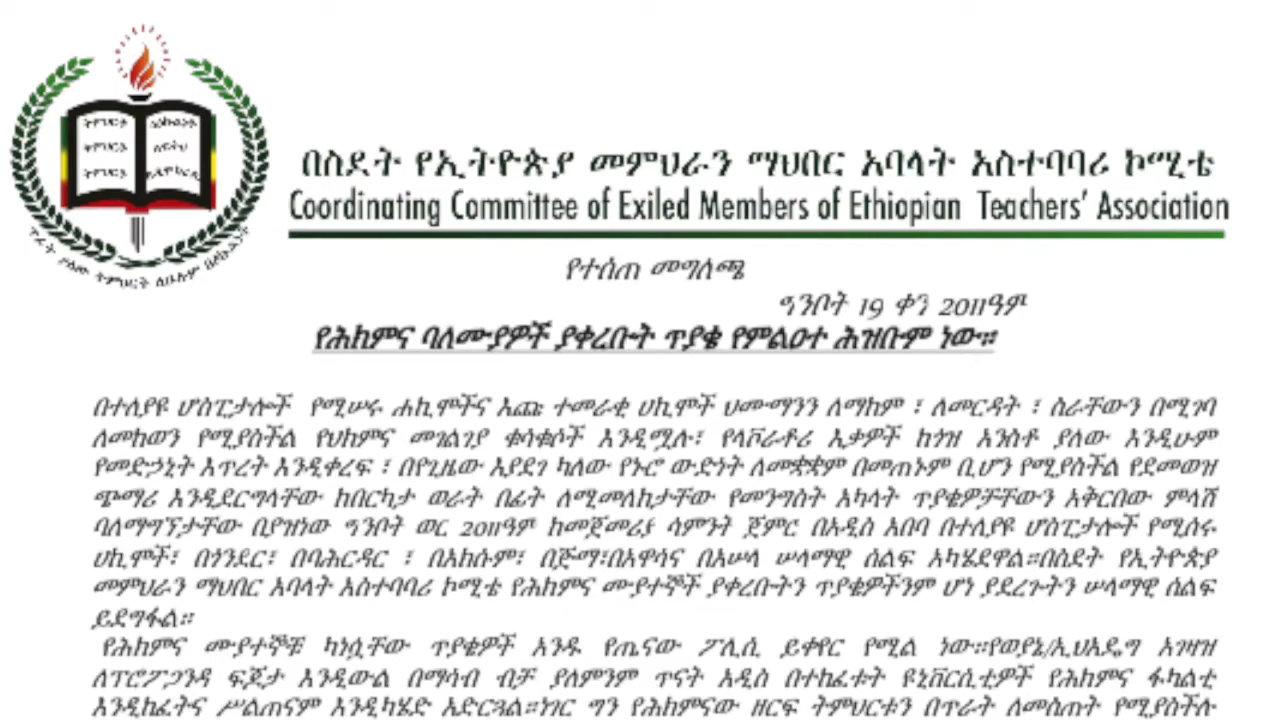 በስደት የኢትዮጵያ መምህራን ማህበር አባላት አስተባባሪ ኮሚቴ
Coordinating Committee of Exiled Members of Ethiopian Teachers' Association
የተሰጠ መግለጫ
ግንቦት 19 ቀን 2011ዓም
የሕክምና ባለሙያዎች ያቀረቡት ጥያቄ የምልዐተ ሕዝቡም ነው።
በተለያዩ ሆስፒታሎች የሚሠሩ ሐኪሞችና እጩ ተመራቂ ሀኪሞች ህሙማንን ለማከም ፣ ለመርዳት ፣ ስራቸውን በሚገባ
ለመከወን የሚያስችል የህክምና መገልገያ ቁሳቁሶች እንዲሟሉ፣ የላቮራቶሪ ኢቃዎች ከጎዝ አንስቶ ያለው እንዲሁም
የመድኃኒት እጥረት እንዲቀረፍ ፣ በየጊዜው እያደገ ካለው የኑሮ ውድነት ለመቋቋም በመጠኑም ቢሆን የሚያስችል የደመወዝ
ጭማሪ እንዲደርግላቸው ከበርካታ ወራት በፊት ለሚመለከታቸው የመንግስት አካላት ጥያቄዎቻቸውን አቅርበው ምላሽ
ባለማግኘታቸው ቢያዝነው ግንቦት ወር 2011ዓም ከመጀመሪያ ሳምንት ጀምር በአዲስ አበባ በተለያዩ ሆስፒታሎች የሚሰሩ
ሀኪሞች፣ በጎንደር፣ በባሕርዳር ፣ በአክሱም፣ በጅማ፣በአዋሳና በአሠላ ሠላማዊ ሰልፍ አካሄደዋል።በስደት የኢትዮጵያ
መምህራን ማህበር አባላት አስተባባሪ ኮሚቴ የሕክምና ሙያተኞች ያቀረቡትን ጥያቄዎችንም ሆነ ያደረጉትን ሠላማዊ ሰልፍ
ይደግፋል።
የሕክምና ሙያተኞቹ ካነሷቸው ጥያቄዎች አንዱ የጤናው ፖሊሲ ይቀየር የሚል ነው።የወያኔ/ኢህአዴግ አገዛዝ
ለፕሮፖጋንዳ ፍጆታ እንዲውል በማሳብ ብቻ ያለምንም ጥናት አዲስ በተከፈቱት ዩኒቨርሲቲዎች የሕክምና ፋካልቲ
እንዲከፈትና ሥልጠናም እንዲካሄድ አድርጓል።ነገር ግን የሕክምናው ዘርፍ ትምህርቱን በጥራት ለመስጠት የሚያስችሉ